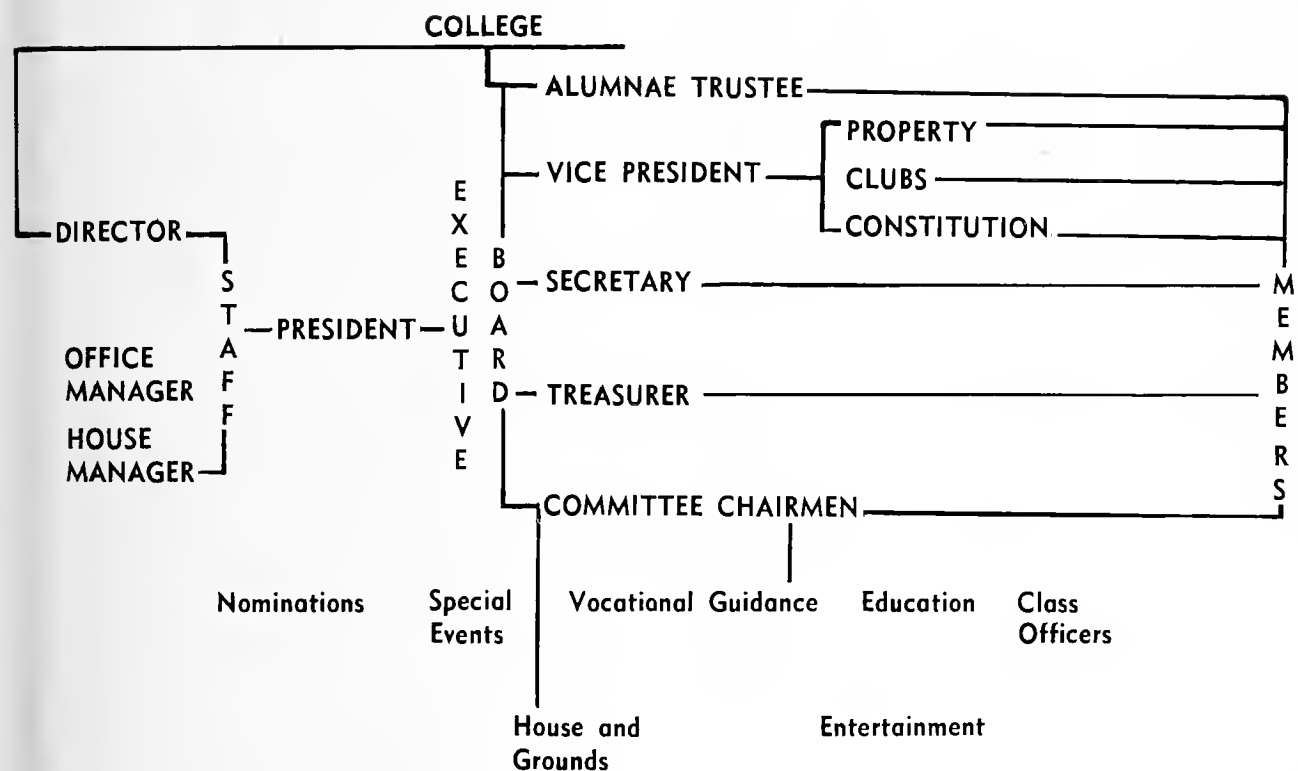 COLLEGE
ALUMNAE TRUSTEE
PROPERTY
VICE PRESIDENT
CLUBS
CONSTITUTION
DIRECTOR
STAFF
OFFICE
MANAGER
HOUSE
MANAGER
PRESIDENT
EXECUTIVE
BOARD
SECRETARY
TREASURER
COMMITTEE CHAIRMEN
MEMBERS
Nominations
Special
Events
Vocational Guidance
Education
Class
Officers
House and
Grounds
Entertainment